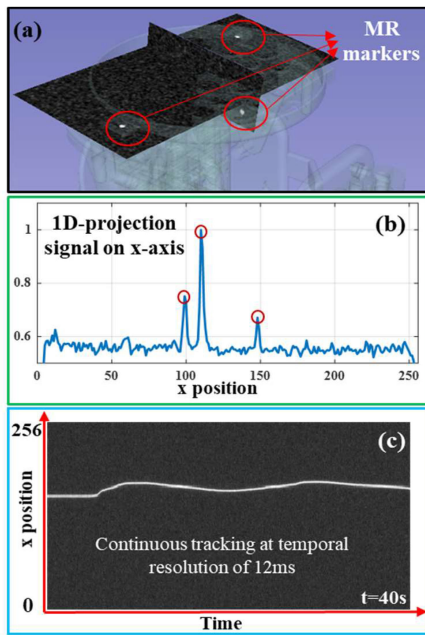 (a)
MR
markers
(b)
1D-projection
signal on x-axis
1
0.8
0.6
0
50
100
150
200
250
x position
(c)
256
x position
0
Continuous tracking at temporal
resolution of 12ms
t=40s
Time